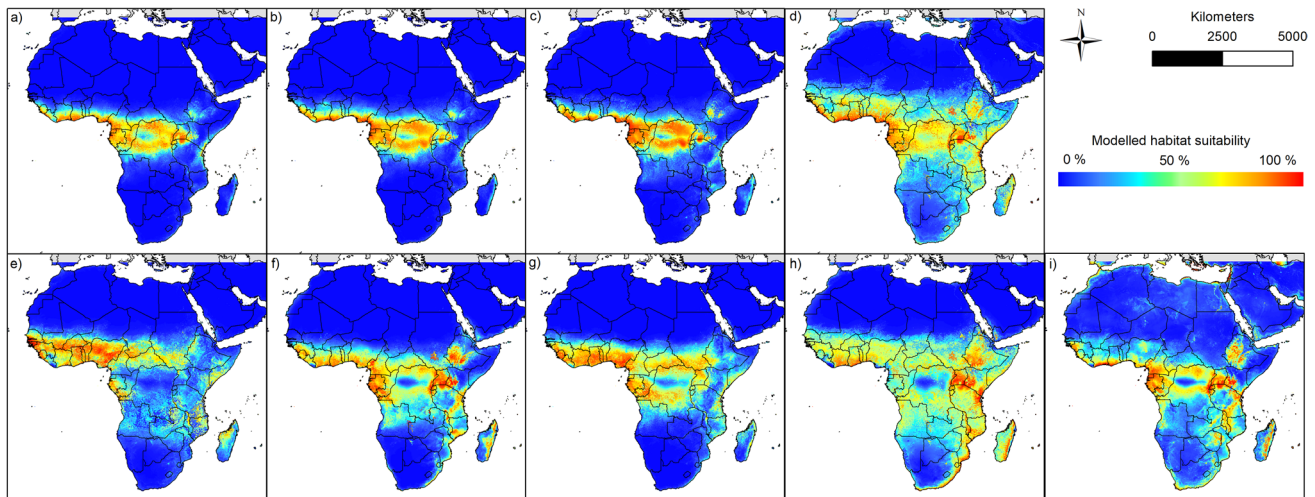 a)
b)
c)
d)
N
Kilometers
0 2500 5000
Modelled habitat suitability
0 % 50 % 100 %
e)
f)
g)
h)
i)